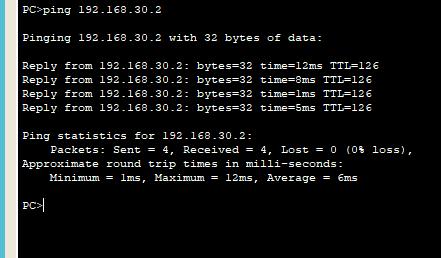 PC>ping 192.168.30.2
Pinging 192.168.30.2 with 32 bytes of data:
Reply from 192.168.30.2: bytes=32 time=12ms TTL=126
Reply from 192.168.30.2: bytes=32 time=8ms TTL=126
Reply from 192.168.30.2: bytes=32 time=1ms TTL=126
Reply from 192.168.30.2: bytes=32 time=5ms TTL=126
Ping statistics for 192.168.30.2:
    Packets: Sent = 4, Received = 4, Lost = 0 (0% loss),
Approximate round trip times in milli-seconds:
    Minimum = 1ms, Maximum = 12ms, Average = 6ms
PC>